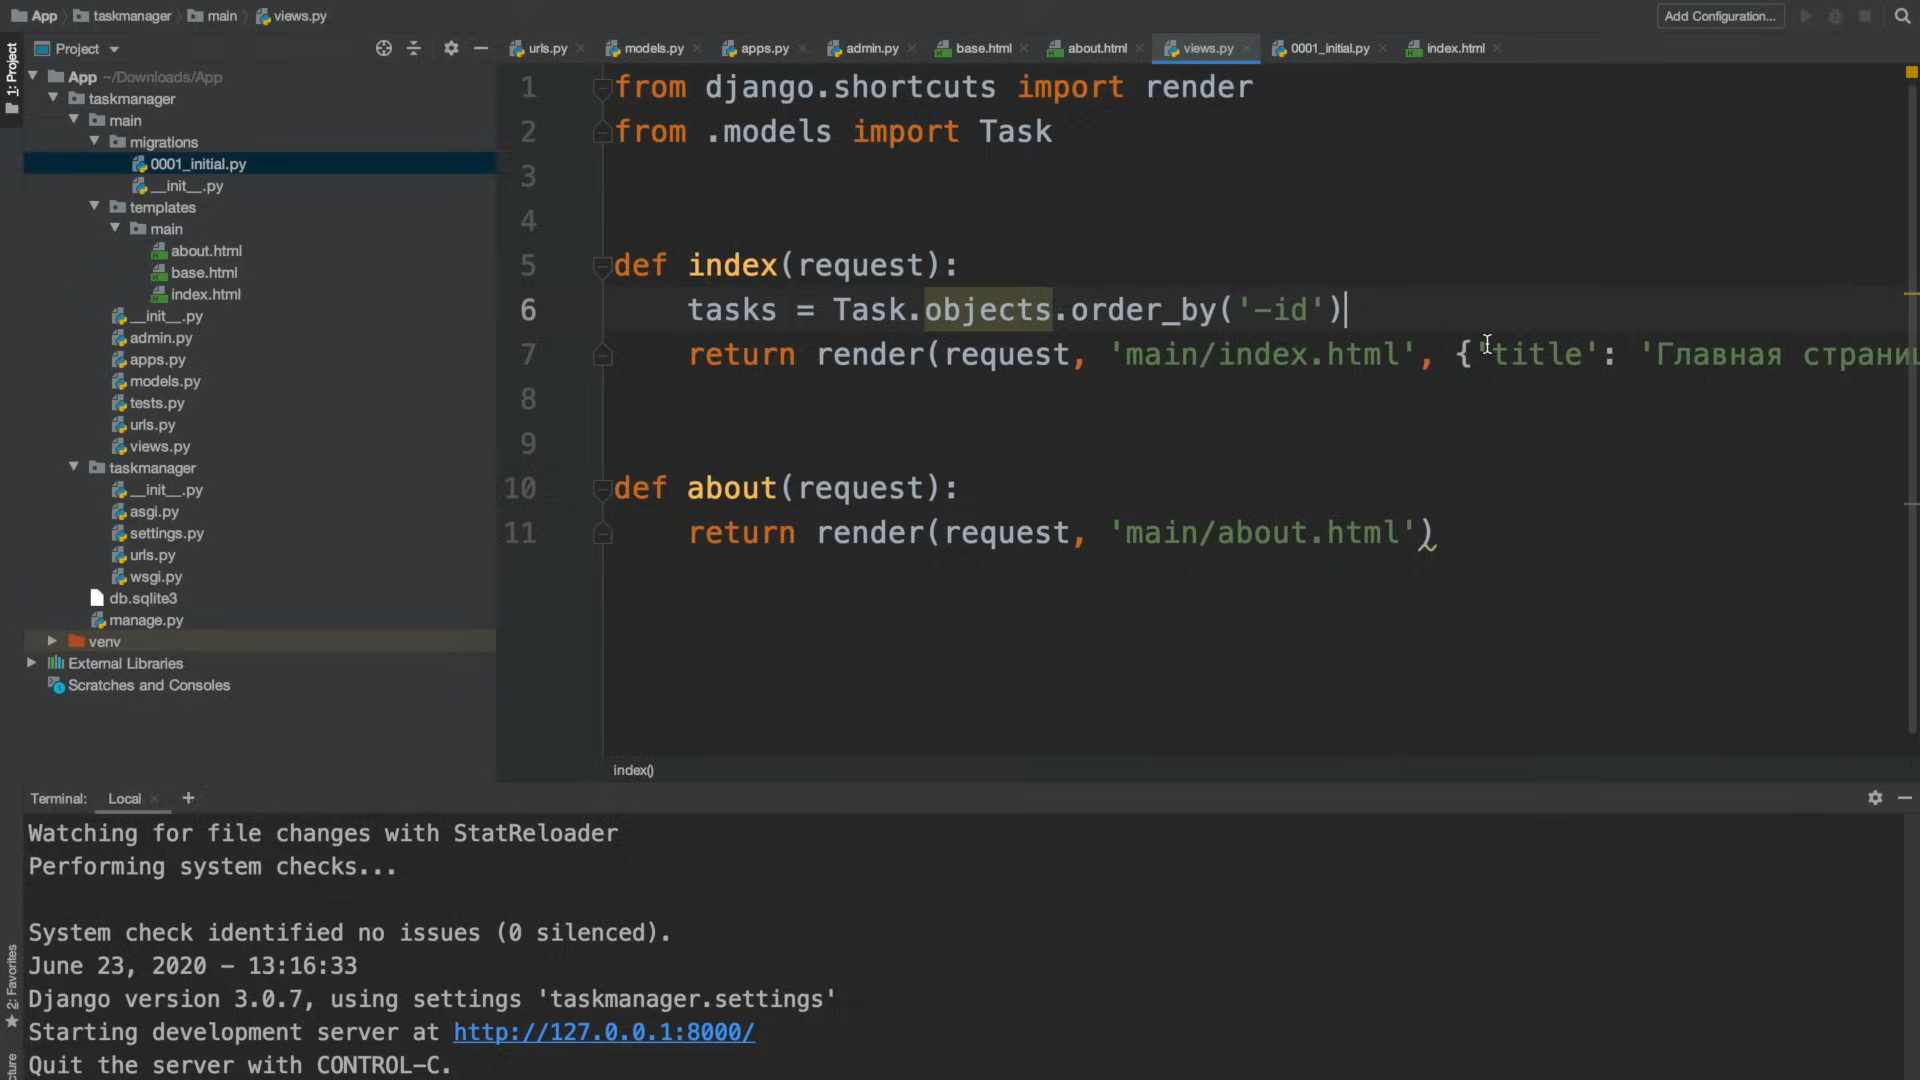 App taskmanager main views.py Add Configuration...
1: Project
Project
urls.py models.py apps.py admin.py base.html about.html views.py 0001_initial.py index.html
App ~/Downloads/App
taskmanager
main
migrations
0001_initial.py
__init__.py
templates
main
about.html
base.html
index.html
__init__.py
admin.py
apps.py
models.py
tests.py
urls.py
views.py
taskmanager
__init__.py
asgi.py
settings.py
urls.py
wsgi.py
db.sqlite3
manage.py
venv
External Libraries
Scratches and Consoles
1 from django.shortcuts import render
2 from .models import Task
3
4
5 def index(request):
6 tasks = Task.objects.order_by('-id')
7 return render(request, 'main/index.html', {'title': 'Главная страниц
8
9
10 def about(request):
11 return render(request, 'main/about.html')
index()
Terminal: Local +
Watching for file changes with StatReloader
Performing system checks...
System check identified no issues (0 silenced).
June 23, 2020 - 13:16:33
Django version 3.0.7, using settings 'taskmanager.settings'
Starting development server at http://127.0.0.1:8000/
Quit the server with CONTROL-C.
2: Favorites